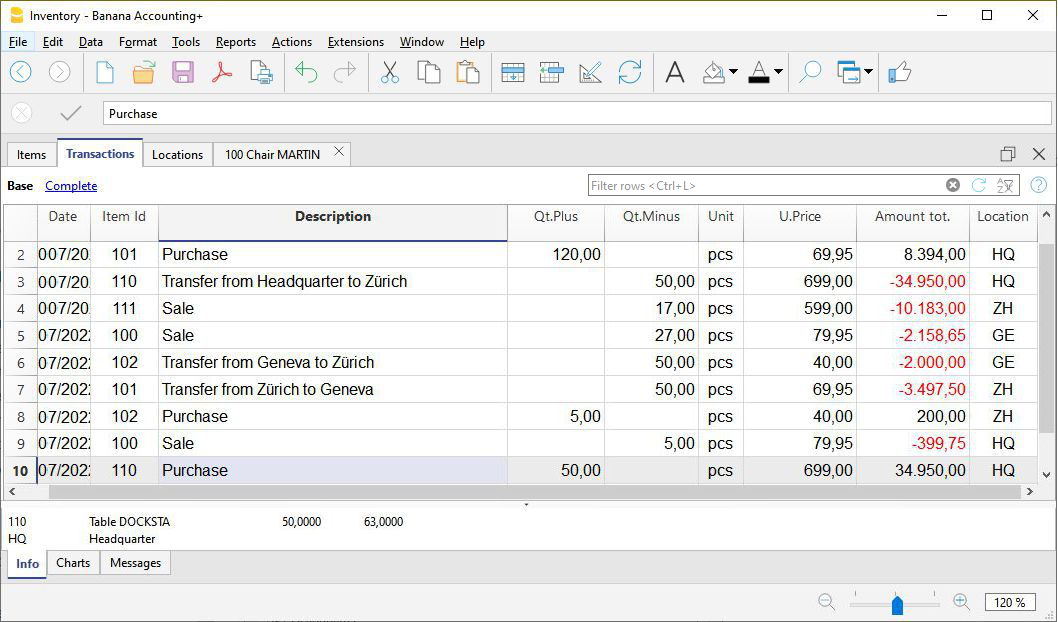 Inventory - Banana Accounting+
File Edit Data Format Tools Reports Actions Extensions Window Help
Purchase
Items Transactions Locations 100 Chair MARTIN
Base Complete Filter rows <Ctrl+L>
Date Item Id Description Qt.Plus Qt.Minus Unit U.Price Amount tot. Location
2 007/20 101 Purchase 120,00 pcs 69,95 8.394,00 HQ
3 007/20 110 Transfer from Headquarter to Zürich 50,00 pcs 699,00 -34.950,00 HQ
4 007/20 111 Sale 17,00 pcs 599,00 -10.183,00 ZH
5 07/202 100 Sale 27,00 pcs 79,95 -2.158,65 GE
6 07/202 102 Transfer from Geneva to Zürich 50,00 pcs 40,00 -2.000,00 GE
7 07/202 101 Transfer from Zürich to Geneva 50,00 pcs 69,95 -3.497,50 ZH
8 07/202 102 Purchase 5,00 pcs 40,00 200,00 ZH
9 07/202 100 Sale 5,00 pcs 79,95 -399,75 HQ
10 07/202 110 Purchase 50,00 pcs 699,00 34.950,00 HQ
110 Table DOCKSTA 50,0000 63,0000
HQ Headquarter
Info Charts Messages
120 %